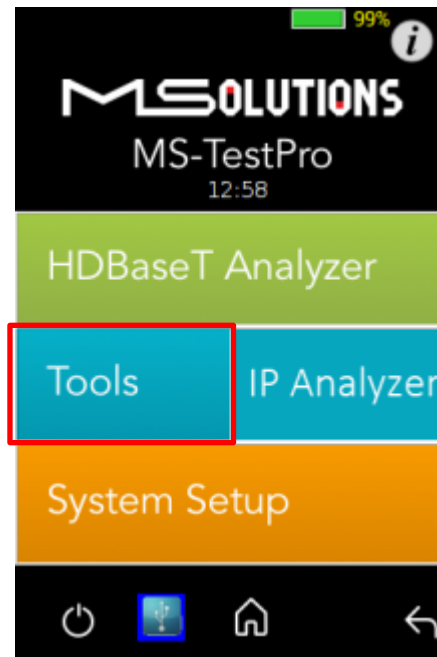 99%
i
MSOLUTIONS
MS-TestPro
12:58
HDBaseT Analyzer
Tools
IP Analyzer
System Setup